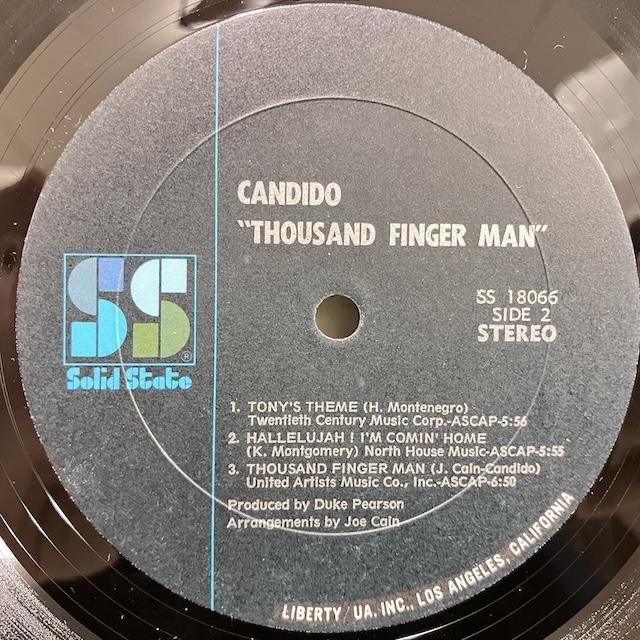 CANDIDO
"THOUSAND FINGER MAN"
SS 18066
SIDE 2
STEREO
SS
®
Solid State
1. TONY'S THEME (H. Montenegro)
Twentieth Century Music Corp.-ASCAP-5:56
2. HALLELUJAH! I'M COMIN' HOME
(K. Montgomery) North House Music-ASCAP-5:55
3. THOUSAND FINGER MAN (J. Cain-Candido)
United Artists Music Co., Inc.-ASCAP-6:50
Produced by Duke Pearson
Arrangements by Joe Cain
LIBERTY/UA, INC., LOS ANGELES, CALIFORNIA